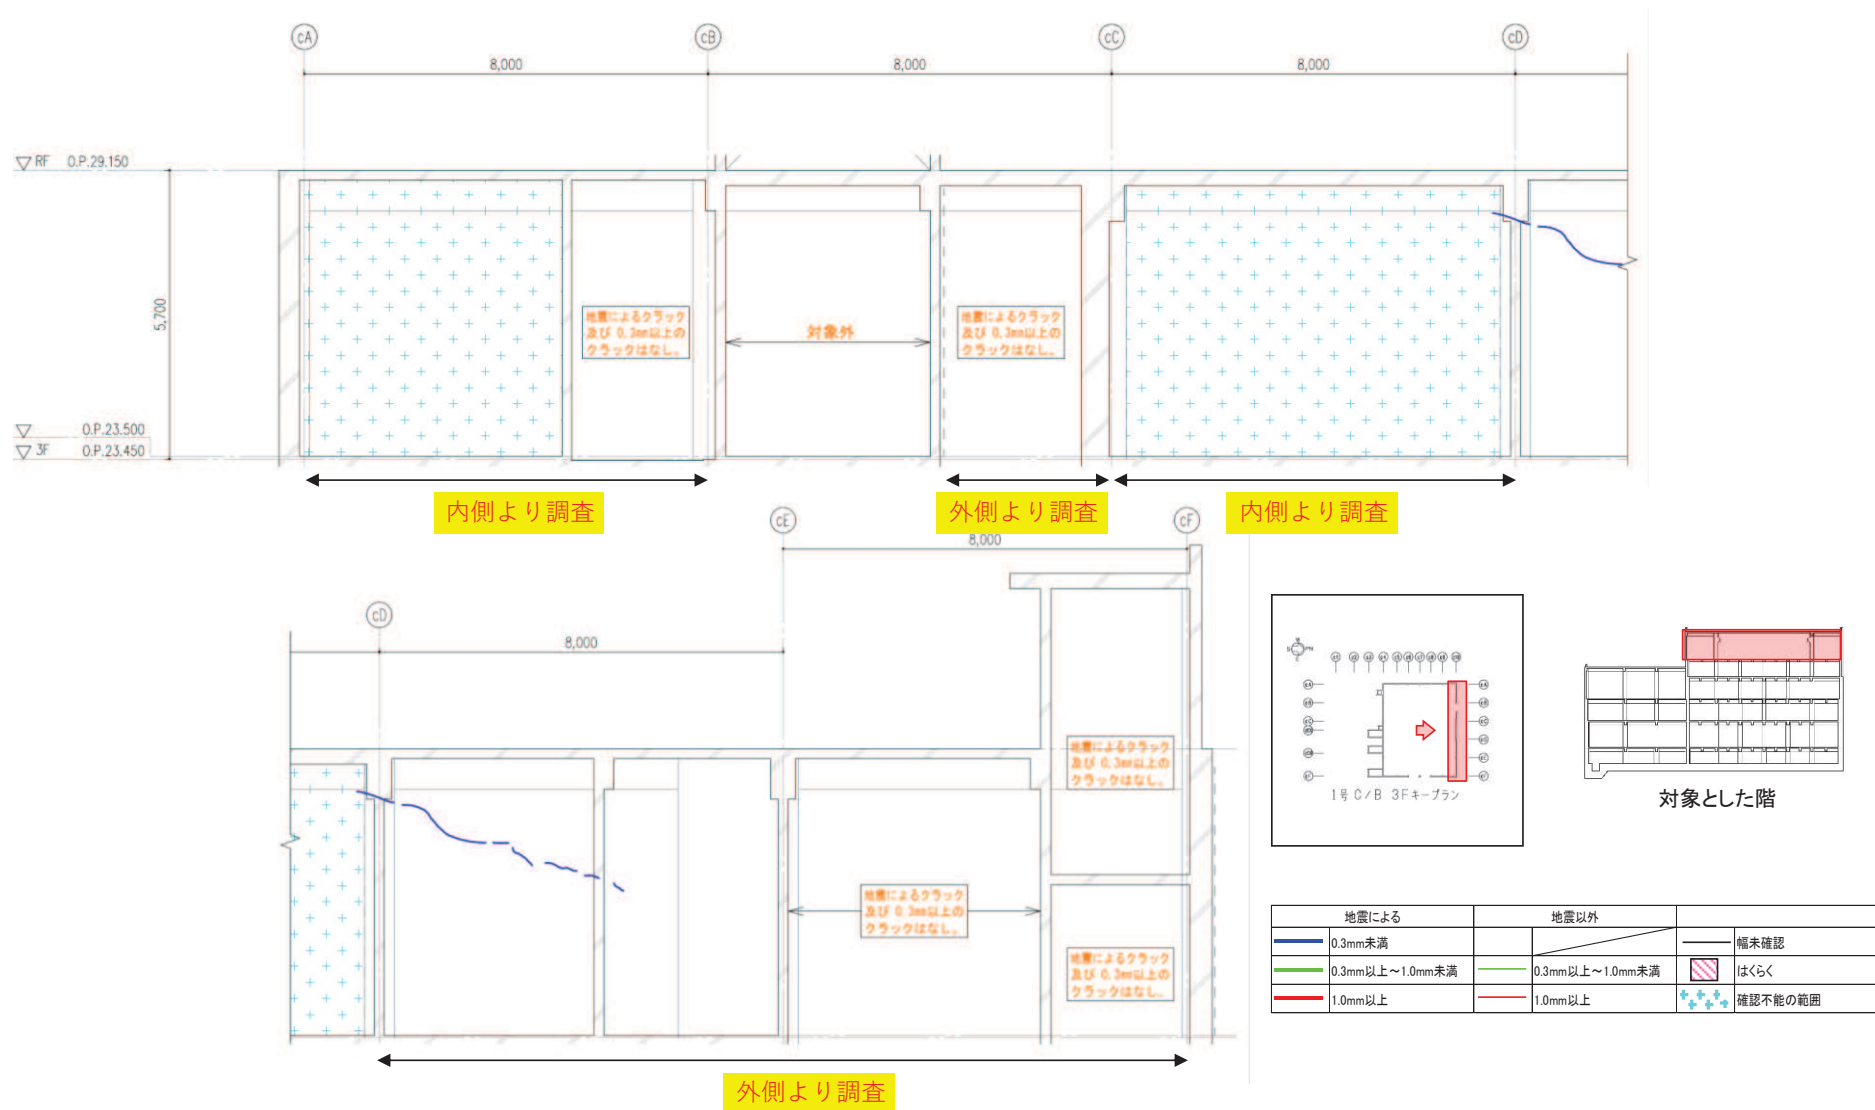 cA
cB
cC
cD
8,000
8,000
8,000
RF O.P.29.150
5,700
O.P.23.500
3F O.P.23.450
地震によるクラック
及び 0.3mm以上の
クラックはなし。
対象外
地震によるクラック
及び 0.3mm以上の
クラックはなし。
内側より調査
外側より調査
内側より調査
cD
cE
cF
8,000
8,000
地震によるクラック
及び 0.3mm以上の
クラックはなし。
地震によるクラック
及び 0.3mm以上の
クラックはなし。
地震によるクラック
及び 0.3mm以上の
クラックはなし。
外側より調査
1号 C/B 3Fキープラン
対象とした階
地震による 地震以外
0.3mm未満 幅未確認
0.3mm以上～1.0mm未満 0.3mm以上～1.0mm未満 はくらく
1.0mm以上 1.0mm以上 確認不能の範囲